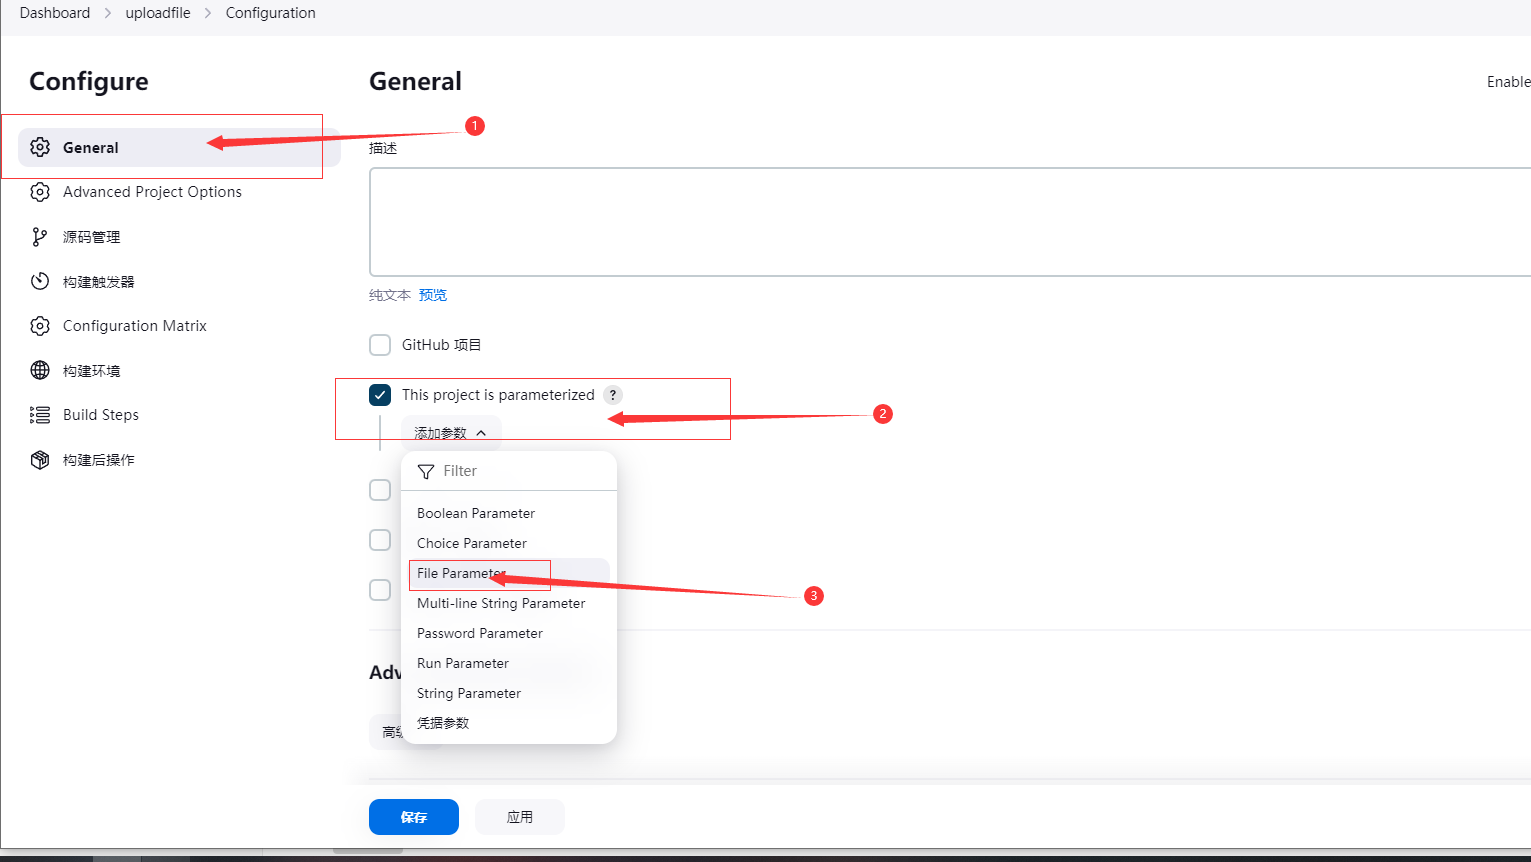 Dashboard > uploadfile > Configuration
Configure
General
Advanced Project Options
源码管理
构建触发器
Configuration Matrix
构建环境
Build Steps
构建后操作
General
Enable
1
描述
纯文本 预览
GitHub 项目
This project is parameterized ?
2
添加参数
Filter
Boolean Parameter
Choice Parameter
File Parameter
3
Multi-line String Parameter
Password Parameter
Run Parameter
String Parameter
凭据参数
Adv
高级
保存
应用